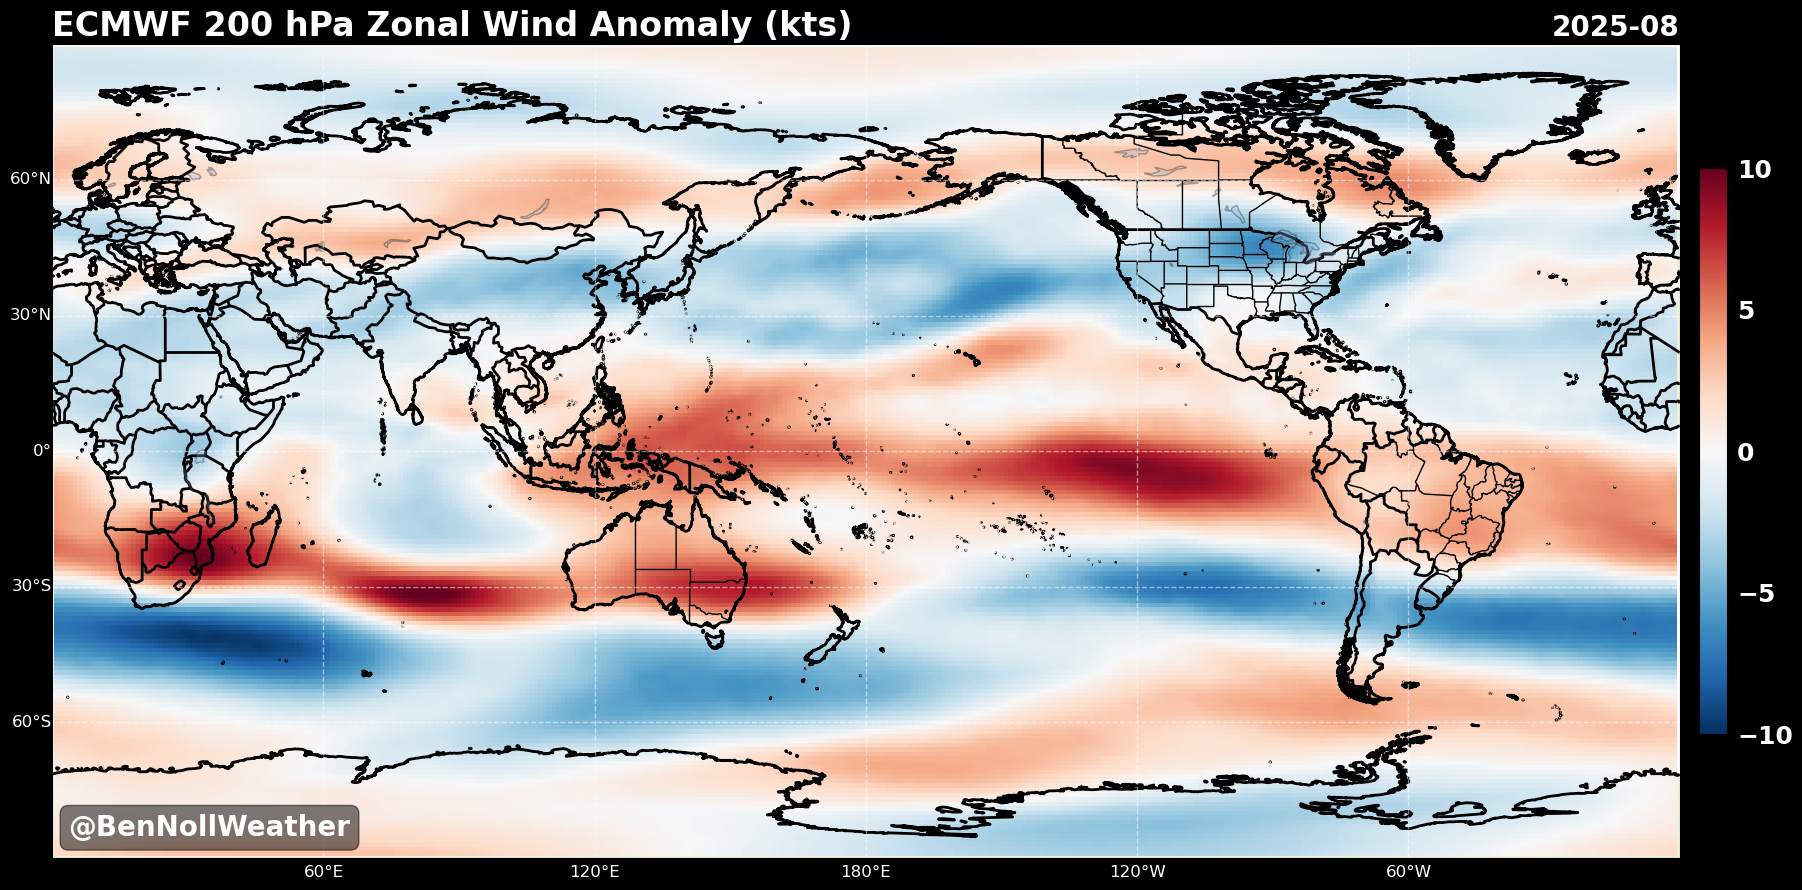 ECMWF 200 hPa Zonal Wind Anomaly (kts)
2025-08
60°N
30°N
0°
30°S
60°S
60°E
120°E
180°E
120°W
60°W
10
5
0
−5
−10
@BenNollWeather